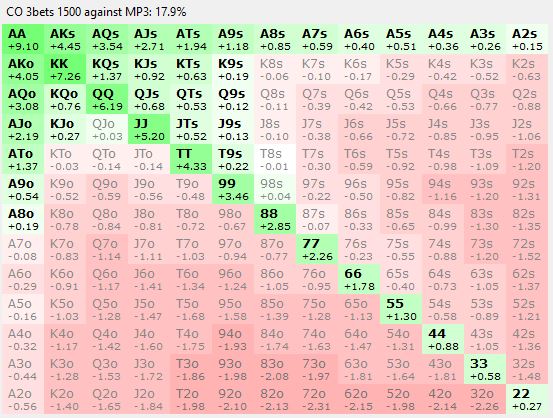 CO 3bets 1500 against MP3: 17.9%
AA AKs AQs AJs ATs A9s A8s A7s A6s A5s A4s A3s A2s
+9.10 +4.45 +3.54 +2.71 +1.94 +1.18 +0.85 +0.59 +0.40 +0.51 +0.36 +0.26 +0.15
AKo KK KQs KJs KTs K9s K8s K7s K6s K5s K4s K3s K2s
+4.05 +7.26 +1.37 +0.92 +0.63 +0.19 -0.06 -0.10 -0.17 -0.29 -0.42 -0.52 -0.63
AQo KQo QQ QJs QTs Q9s Q8s Q7s Q6s Q5s Q4s Q3s Q2s
+3.08 +0.76 +6.19 +0.68 +0.53 +0.12 -0.11 -0.39 -0.42 -0.53 -0.66 -0.77 -0.88
AJo KJo QJo JJ JTs J9s J8s J7s J6s J5s J4s J3s J2s
+2.19 +0.27 -0.03 +5.20 +0.52 +0.13 -0.10 -0.38 -0.66 -0.72 -0.85 -0.95 -1.06
ATo KTo QTo JTo TT T9s T8s T7s T6s T5s T4s T3s T2s
+1.37 -0.03 -0.14 -0.14 +4.33 +0.22 -0.01 -0.30 -0.59 -0.92 -0.98 -1.09 -1.20
A9o K9o Q9o J9o T9o 99 98s 97s 96s 95s 94s 93s 92s
+0.54 -0.52 -0.59 -0.56 -0.48 +3.46 +0.04 -0.22 -0.50 -0.82 -1.16 -1.20 -1.31
A8o K8o Q8o J8o T8o 98o 88 87s 86s 85s 84s 83s 82s
+0.19 -0.78 -0.84 -0.81 -0.72 -0.67 +2.85 -0.07 -0.33 -0.65 -0.99 -1.30 -1.35
A7o K7o Q7o J7o T7o 97o 87o 77 76s 75s 74s 73s 72s
-0.08 -0.83 -1.14 -1.11 -1.03 -0.94 -0.77 +2.26 -0.23 -0.55 -0.88 -1.20 -1.52
A6o K6o Q6o J6o T6o 96o 86o 76o 66 65s 64s 63s 62s
-0.29 -0.91 -1.17 -1.41 -1.34 -1.24 -1.05 -0.95 +1.78 -0.40 -0.73 -1.05 -1.37
A5o K5o Q5o J5o T5o 95o 85o 75o 65o 55 54s 53s 52s
-0.16 -1.03 -1.28 -1.47 -1.68 -1.58 -1.39 -1.28 -1.13 +1.30 -0.58 -0.89 -1.21
A4o K4o Q4o J4o T4o 94o 84o 74o 64o 54o 44 43s 42s
-0.32 -1.17 -1.42 -1.60 -1.75 -1.93 -1.74 -1.63 -1.47 -1.31 +0.88 -1.05 -1.36
A3o K3o Q3o J3o T3o 93o 83o 73o 63o 53o 43o 33 32s
-0.44 -1.28 -1.53 -1.72 -1.86 -1.98 -2.08 -1.97 -1.81 -1.64 -1.81 +0.58 -1.48
A2o K2o Q2o J2o T2o 92o 82o 72o 62o 52o 42o 32o 22
-0.56 -1.40 -1.65 -1.84 -1.98 -2.10 -2.13 -2.31 -2.15 -1.98 -2.14 -2.26 +0.27